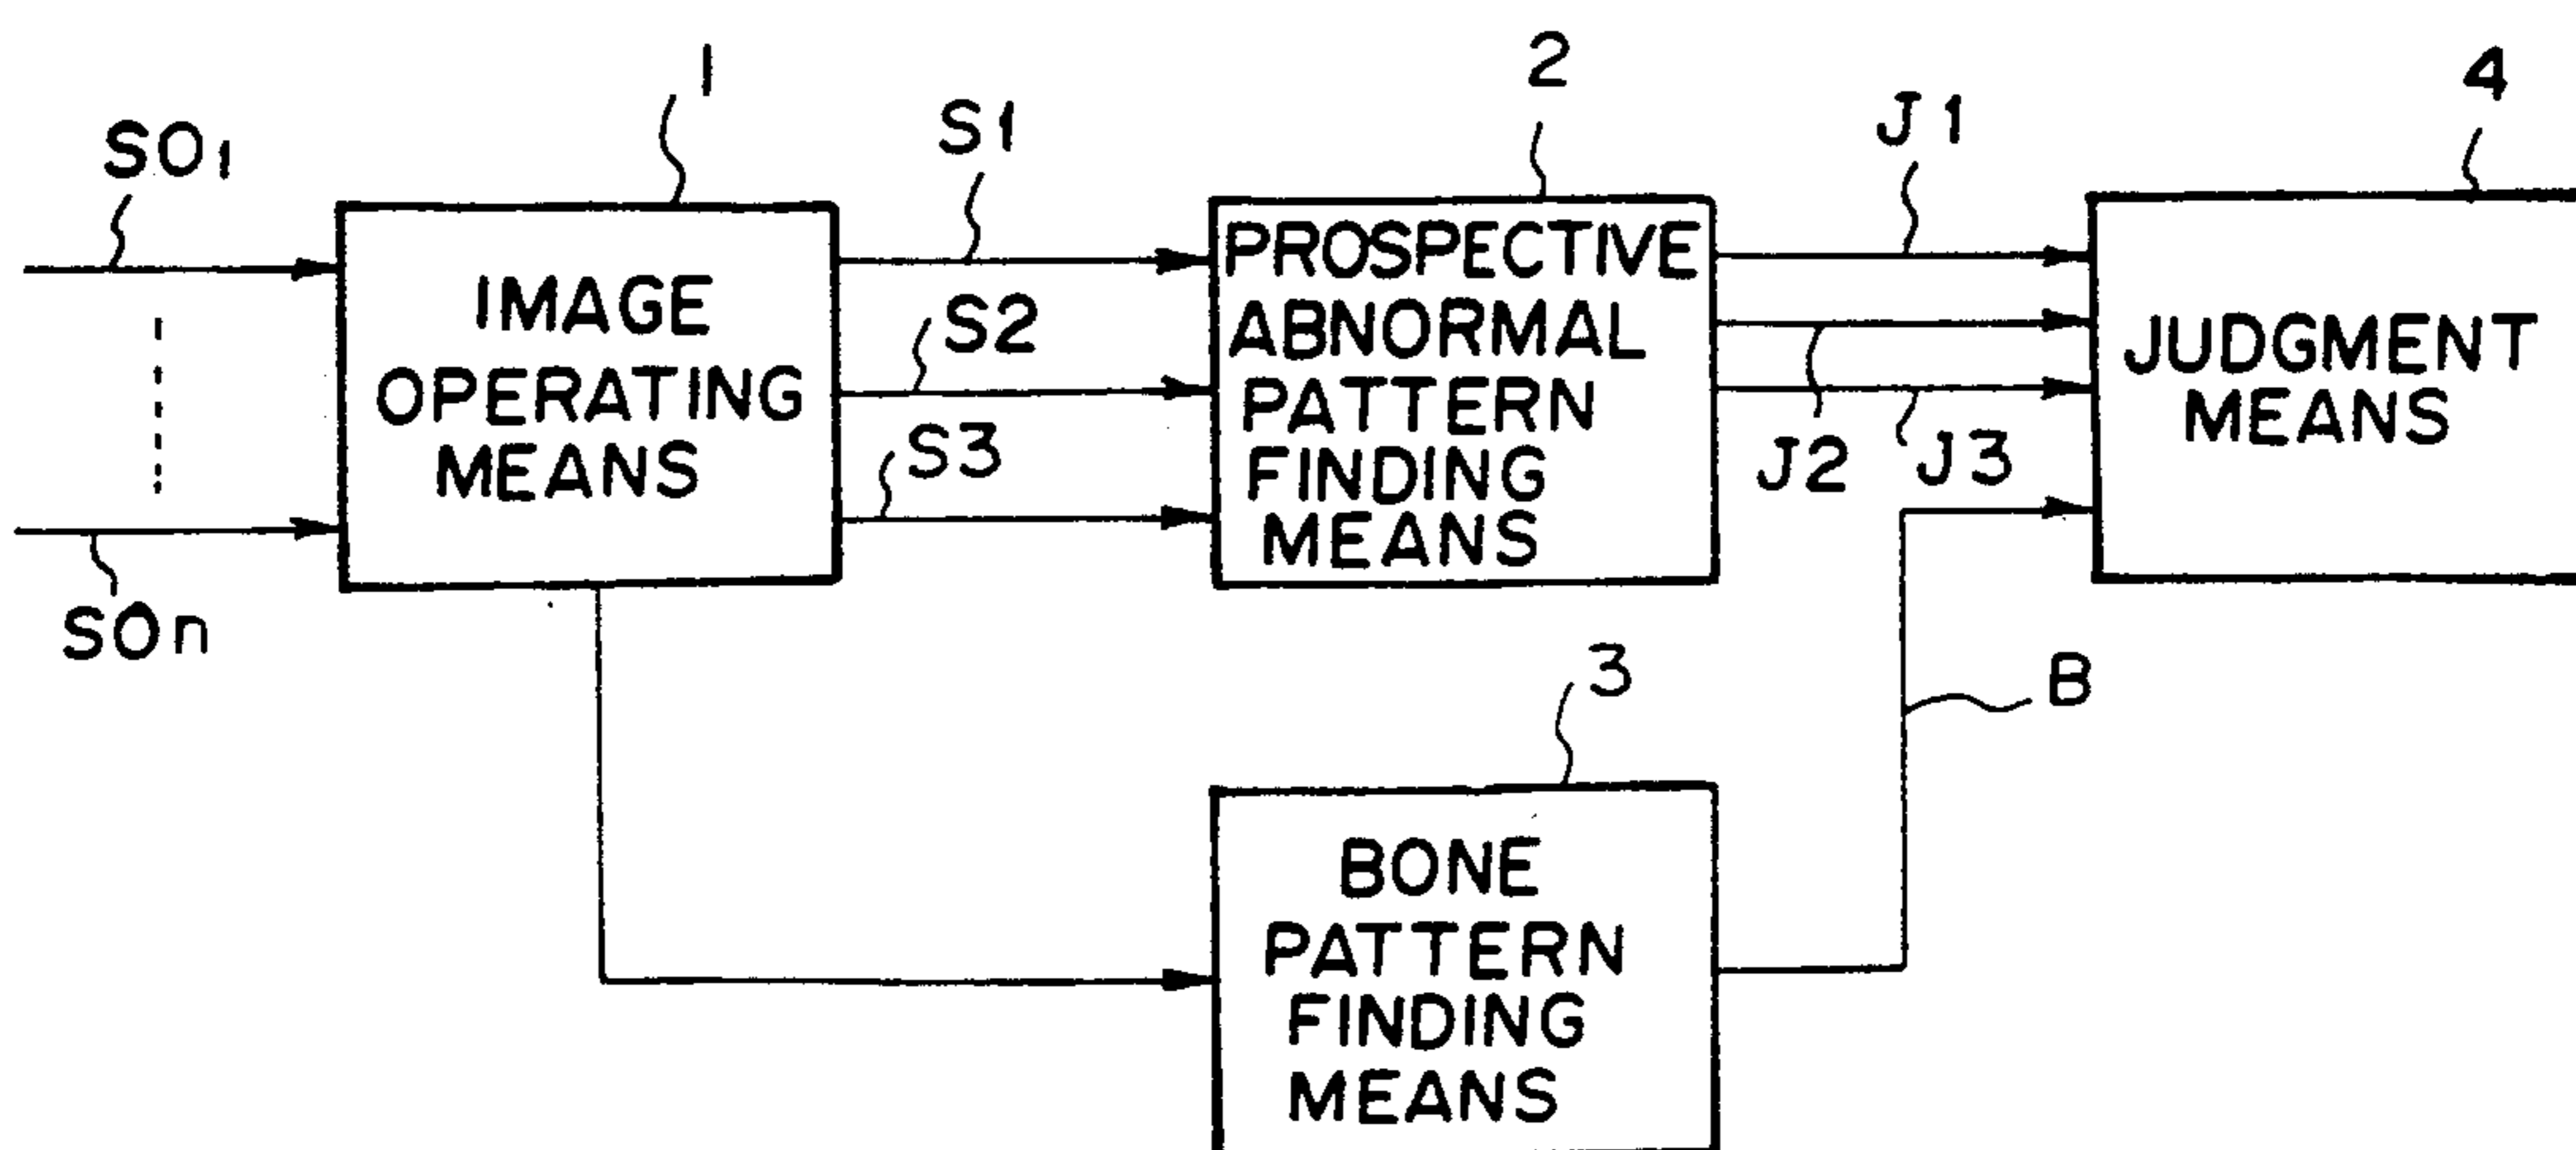 1
2
4
SO1
S1
J1
IMAGE
OPERATING
MEANS
S2
S3
PROSPECTIVE
ABNORMAL
PATTERN
FINDING
MEANS
J2
J3
JUDGMENT
MEANS
SOn
3
B
BONE
PATTERN
FINDING
MEANS